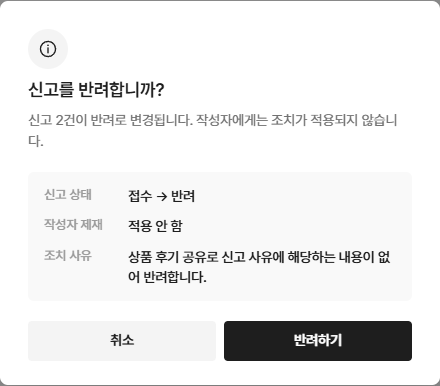 신고를 반려합니까?
신고 2건이 반려로 변경됩니다. 작성자에게는 조치가 적용되지 않습니
다.
신고 상태 접수 → 반려
작성자 제재 적용 안 함
조치 사유 상품 후기 공유로 신고 사유에 해당하는 내용이 없
어 반려합니다.
취소 반려하기